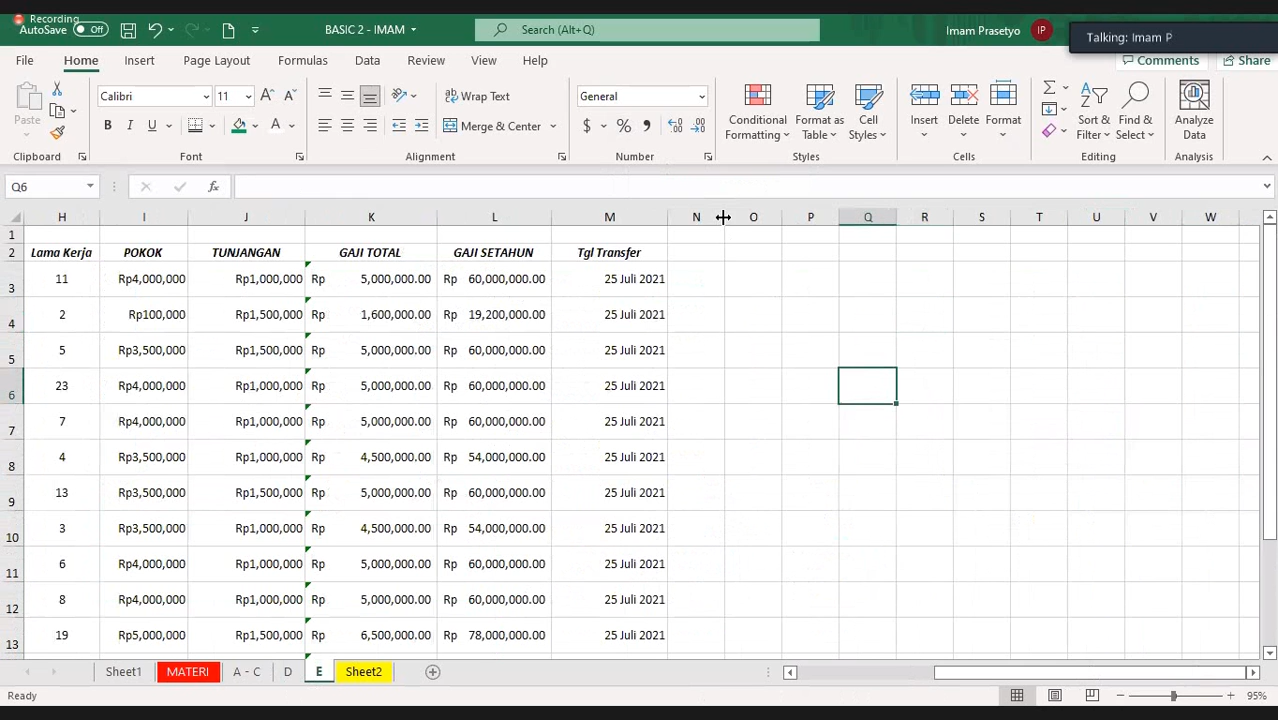 Recording
AutoSave Off BASIC 2 - IMAM Search (Alt+Q) Imam Prasetyo IP Talking: Imam P
File Home Insert Page Layout Formulas Data Review View Help Comments Share
Paste Calibri 11 Wrap Text General Conditional Formatting Format as Table Cell Styles Insert Delete Format Sort & Filter Find & Select Analyze Data
B I U A Merge & Center $ % ,
Clipboard Font Alignment Number Styles Cells Editing Analysis
Q6 fx
H I J K L M N O P Q R S T U V W
1
2 Lama Kerja POKOK TUNJANGAN GAJI TOTAL GAJI SETAHUN Tgl Transfer
3 11 Rp4,000,000 Rp1,000,000 Rp 5,000,000.00 Rp 60,000,000.00 25 Juli 2021
4 2 Rp100,000 Rp1,500,000 Rp 1,600,000.00 Rp 19,200,000.00 25 Juli 2021
5 5 Rp3,500,000 Rp1,500,000 Rp 5,000,000.00 Rp 60,000,000.00 25 Juli 2021
6 23 Rp4,000,000 Rp1,000,000 Rp 5,000,000.00 Rp 60,000,000.00 25 Juli 2021
7 7 Rp4,000,000 Rp1,000,000 Rp 5,000,000.00 Rp 60,000,000.00 25 Juli 2021
8 4 Rp3,500,000 Rp1,000,000 Rp 4,500,000.00 Rp 54,000,000.00 25 Juli 2021
9 13 Rp3,500,000 Rp1,500,000 Rp 5,000,000.00 Rp 60,000,000.00 25 Juli 2021
10 3 Rp3,500,000 Rp1,000,000 Rp 4,500,000.00 Rp 54,000,000.00 25 Juli 2021
11 6 Rp4,000,000 Rp1,000,000 Rp 5,000,000.00 Rp 60,000,000.00 25 Juli 2021
12 8 Rp4,000,000 Rp1,000,000 Rp 5,000,000.00 Rp 60,000,000.00 25 Juli 2021
13 19 Rp5,000,000 Rp1,500,000 Rp 6,500,000.00 Rp 78,000,000.00 25 Juli 2021
Sheet1 MATERI A - C D E Sheet2
Ready 95%